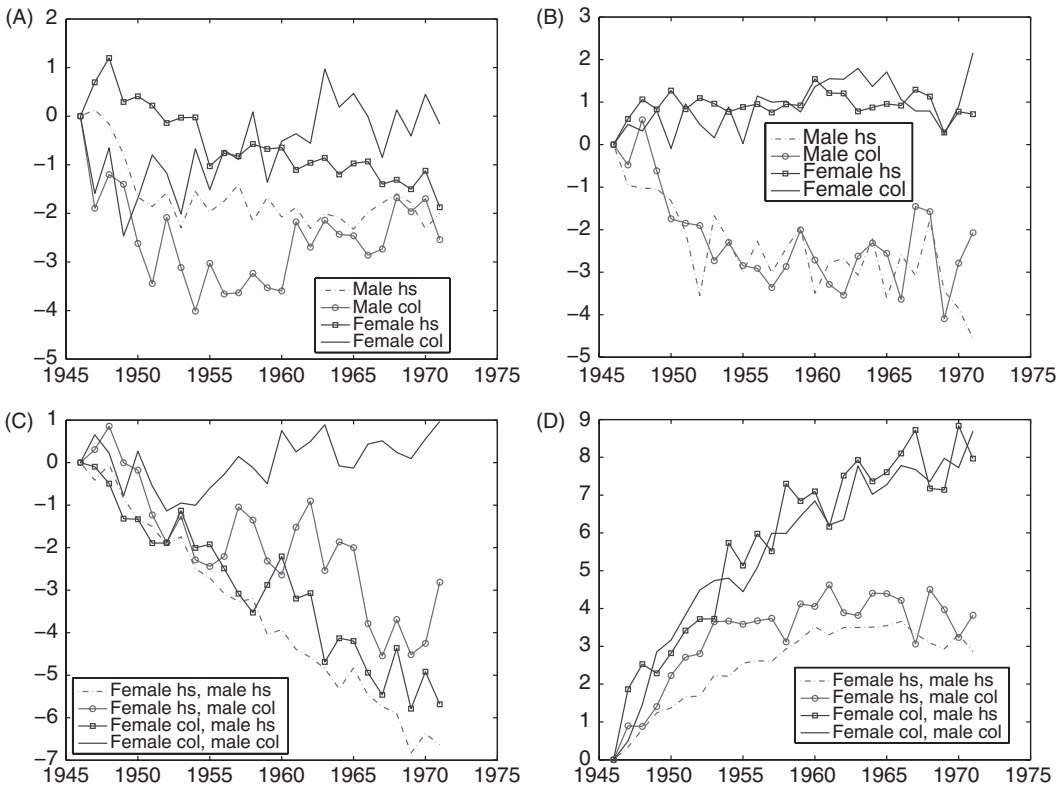 (A)
2
1
0
−1
−2
−3
−4
−5
1945 1950 1955 1960 1965 1970 1975
Male hs
Male col
Female hs
Female col
(B)
3
2
1
0
−1
−2
−3
−4
−5
1945 1950 1955 1960 1965 1970 1975
Male hs
Male col
Female hs
Female col
(C)
1
0
−1
−2
−3
−4
−5
−6
−7
1945 1950 1955 1960 1965 1970 1975
Female hs, male hs
Female hs, male col
Female col, male hs
Female col, male col
(D)
9
8
7
6
5
4
3
2
1
0
1945 1950 1955 1960 1965 1970 1975
Female hs, male hs
Female hs, male col
Female col, male hs
Female col, male col